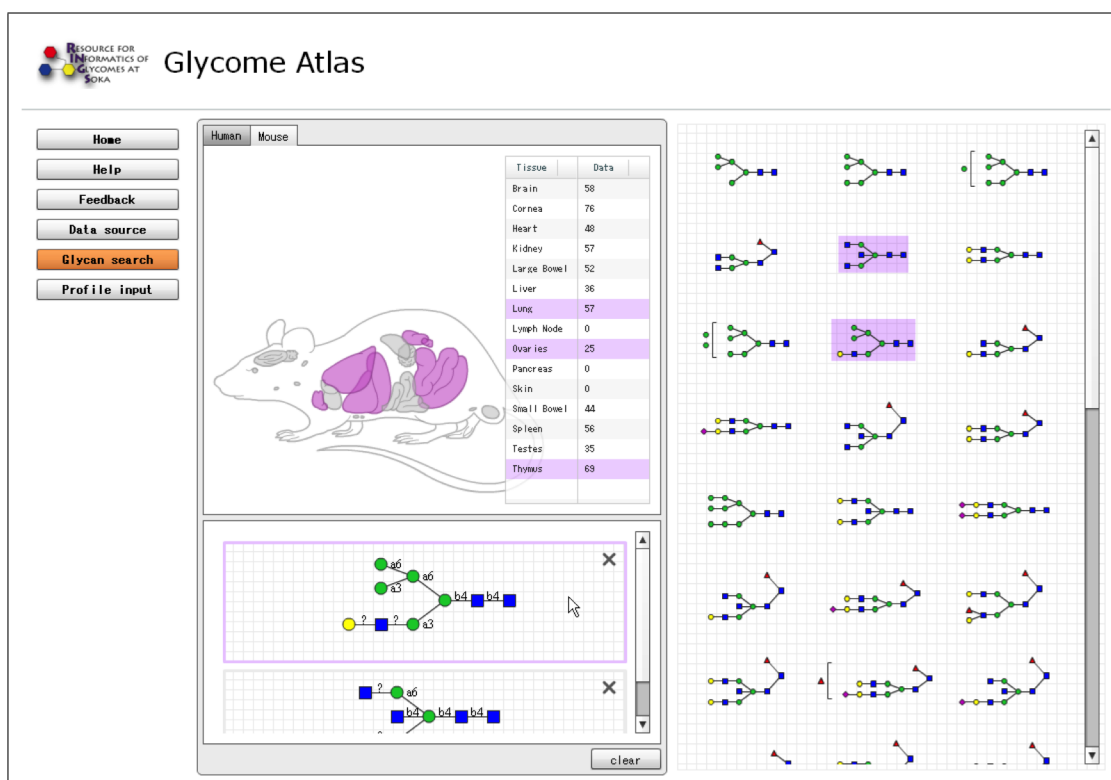 RESOURCE FOR
INFORMATICS OF
GLYCOMES AT
SOKA
Glycome Atlas
Home
Help
Feedback
Data source
Glycan search
Profile input
Human Mouse
Tissue Data
Brain 58
Cornea 76
Heart 48
Kidney 57
Large Bowel 52
Liver 36
Lung 57
Lymph Node 0
Ovaries 25
Pancreas 0
Skin 0
Small Bowel 44
Spleen 56
Testes 35
Thymus 69
a6
a6
a3
b4 b4
? ? a3
? a6
b4 b4 b4
?
clear